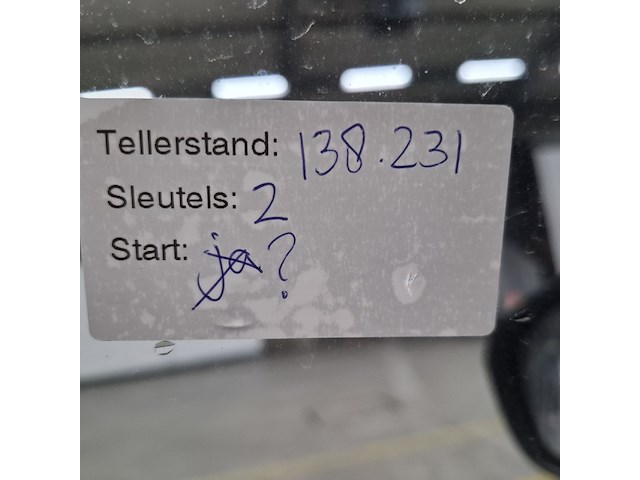 Tellerstand: 138.231
Sleutels: 2
Start: ja ?